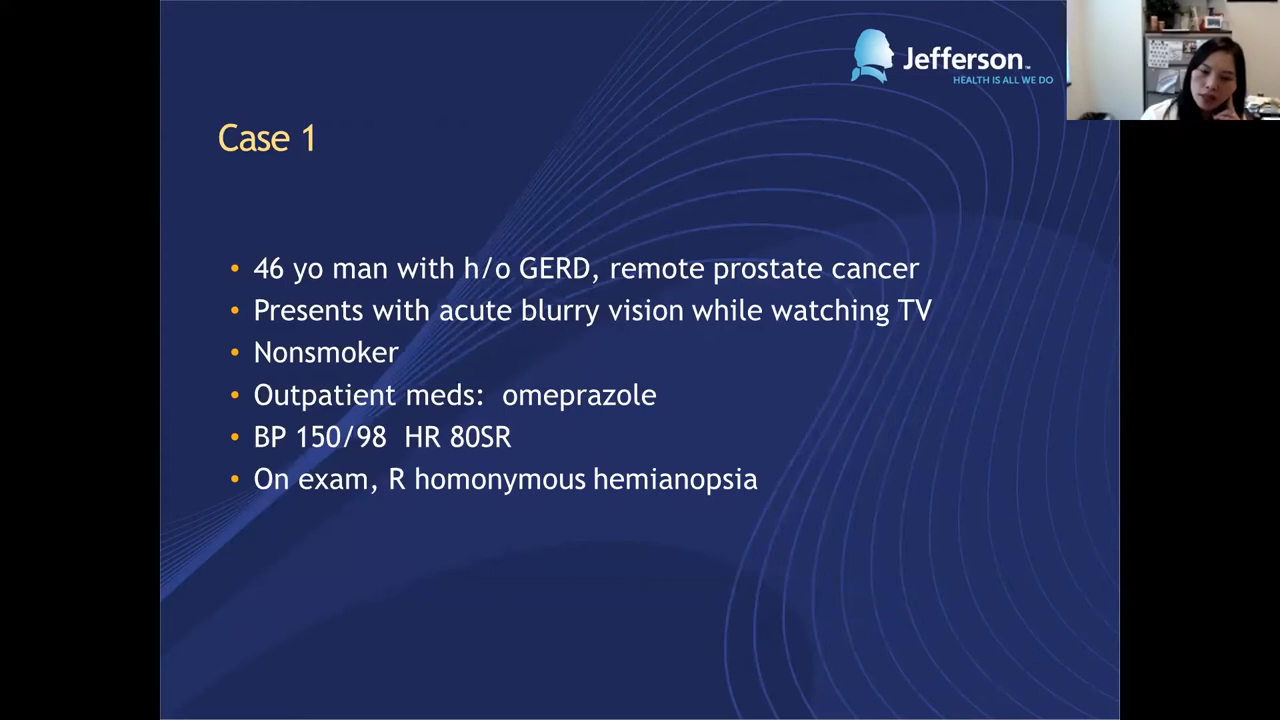 Jefferson™
HEALTH IS ALL WE DO
Case 1
• 46 yo man with h/o GERD, remote prostate cancer
• Presents with acute blurry vision while watching TV
• Nonsmoker
• Outpatient meds: omeprazole
• BP 150/98 HR 80SR
• On exam, R homonymous hemianopsia